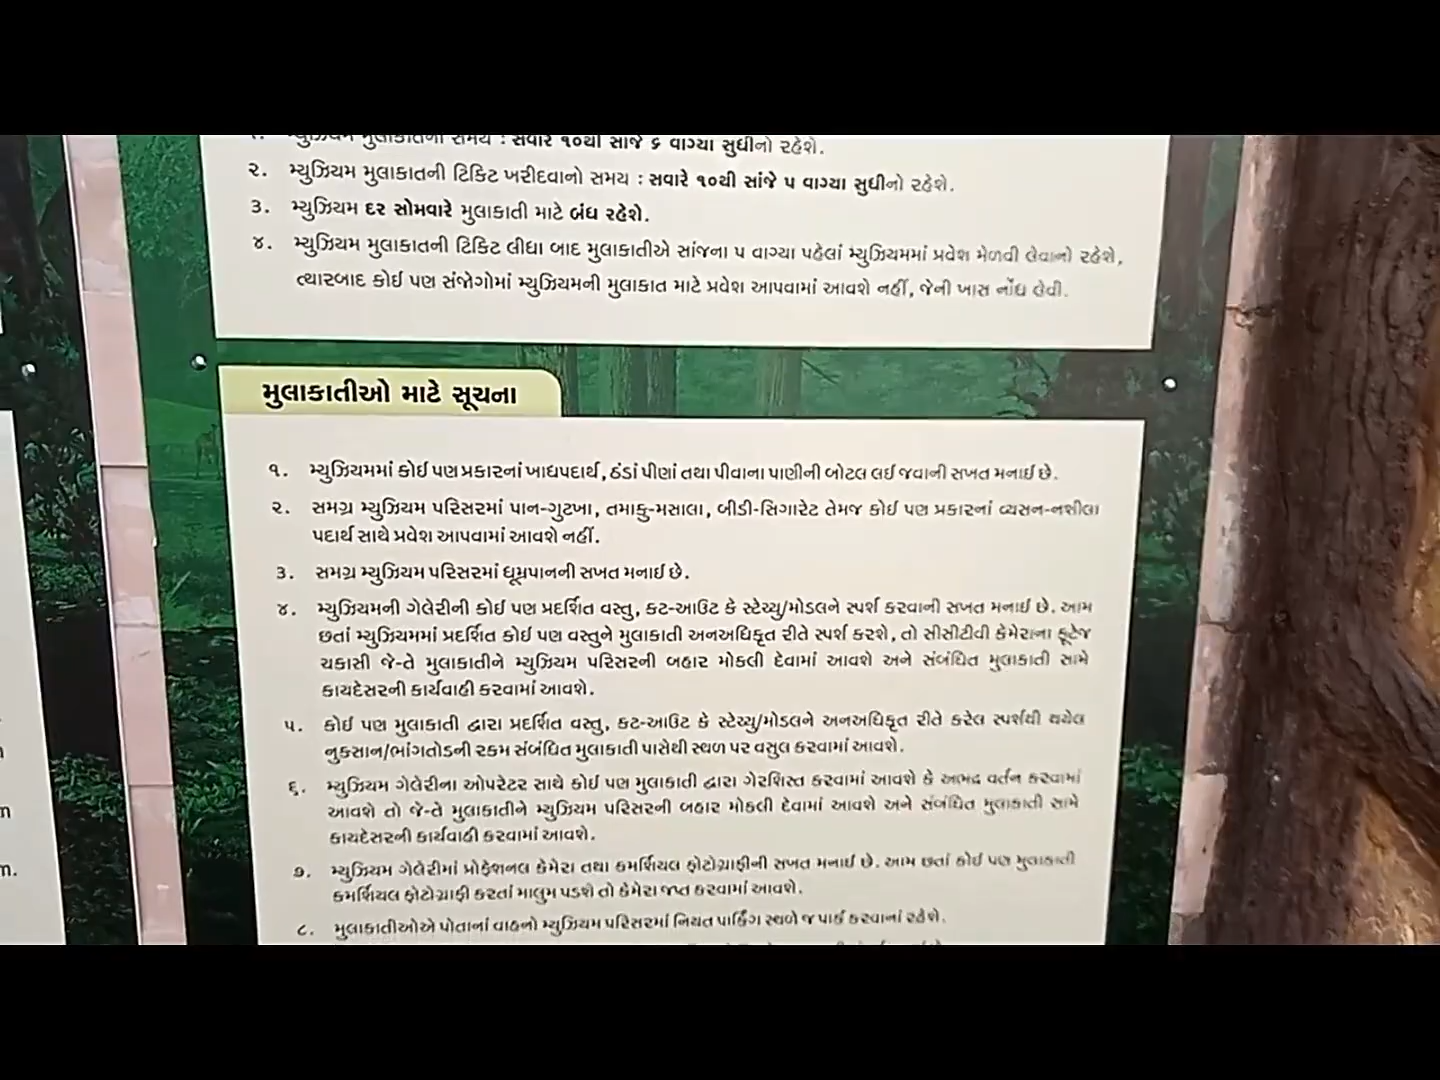 મ્યુઝિયમ મુલાકાતનો સમય : સવારે ૧૦થી સાંજે ૬ વાગ્યા સુધીનો રહેશે.
૨. મ્યુઝિયમ મુલાકાતની ટિકિટ ખરીદવાનો સમય : સવારે ૧૦થી સાંજે ૫ વાગ્યા સુધીનો રહેશે.
૩. મ્યુઝિયમ દર સોમવારે મુલાકાતી માટે બંધ રહેશે.
૪. મ્યુઝિયમ મુલાકાતની ટિકિટ લીધા બાદ મુલાકાતીએ સાંજના ૫ વાગ્યા પહેલાં મ્યુઝિયમમાં પ્રવેશ મેળવી લેવાનો રહેશે,
ત્યારબાદ કોઈ પણ સંજોગોમાં મ્યુઝિયમની મુલાકાત માટે પ્રવેશ આપવામાં આવશે નહીં, જેની ખાસ નોંધ લેવી.
મુલાકાતીઓ માટે સૂચના
૧. મ્યુઝિયમમાં કોઈ પણ પ્રકારનાં ખાદ્યપદાર્થ, ઠંડાં પીણાં તથા પીવાના પાણીની બોટલ લઈ જવાની સખત મનાઈ છે.
૨. સમગ્ર મ્યુઝિયમ પરિસરમાં પાન-ગુટખા, તમાકુ-મસાલા, બીડી-સિગારેટ તેમજ કોઈ પણ પ્રકારનાં વ્યસન-નશીલા
પદાર્થ સાથે પ્રવેશ આપવામાં આવશે નહીં.
૩. સમગ્ર મ્યુઝિયમ પરિસરમાં ધૂમ્રપાનની સખત મનાઈ છે.
૪. મ્યુઝિયમની ગેલેરીની કોઈ પણ પ્રદર્શિત વસ્તુ, કટ-આઉટ કે સ્ટેચ્યુ/મોડલને સ્પર્શ કરવાની સખત મનાઈ છે. આમ
છતાં મ્યુઝિયમમાં પ્રદર્શિત કોઈ પણ વસ્તુને મુલાકાતી અનઅધિકૃત રીતે સ્પર્શ કરશે, તો સીસીટીવી કેમેરાના ફૂટેજ
ચકાસી જે-તે મુલાકાતીને મ્યુઝિયમ પરિસરની બહાર મોકલી દેવામાં આવશે અને સંબંધિત મુલાકાતી સામે
કાયદેસરની કાર્યવાહી કરવામાં આવશે.
૫. કોઈ પણ મુલાકાતી દ્વારા પ્રદર્શિત વસ્તુ, કટ-આઉટ કે સ્ટેચ્યુ/મોડલને અનઅધિકૃત રીતે કરેલ સ્પર્શથી થયેલ
નુકસાન/ભાંગતોડની રકમ સંબંધિત મુલાકાતી પાસેથી સ્થળ પર વસુલ કરવામાં આવશે.
૬. મ્યુઝિયમ ગેલેરીના ઓપરેટર સાથે કોઈ પણ મુલાકાતી દ્વારા ગેરશિસ્ત કરવામાં આવશે કે અભદ્ર વર્તન કરવામાં
આવશે તો જે-તે મુલાકાતીને મ્યુઝિયમ પરિસરની બહાર મોકલી દેવામાં આવશે અને સંબંધિત મુલાકાતી સામે
કાયદેસરની કાર્યવાહી કરવામાં આવશે.
૭. મ્યુઝિયમ ગેલેરીમાં પ્રોફેશનલ કેમેરા તથા કમર્શિયલ ફોટોગ્રાફીની સખત મનાઈ છે. આમ છતાં કોઈ પણ મુલાકાતી
કમર્શિયલ ફોટોગ્રાફી કરતાં માલુમ પડશે તો કેમેરા જપ્ત કરવામાં આવશે.
૮. મુલાકાતીઓએ પોતાનાં વાહનો મ્યુઝિયમ પરિસરમાં નિયત પાર્કિંગ સ્થળે જ પાર્ક કરવાનાં રહેશે.